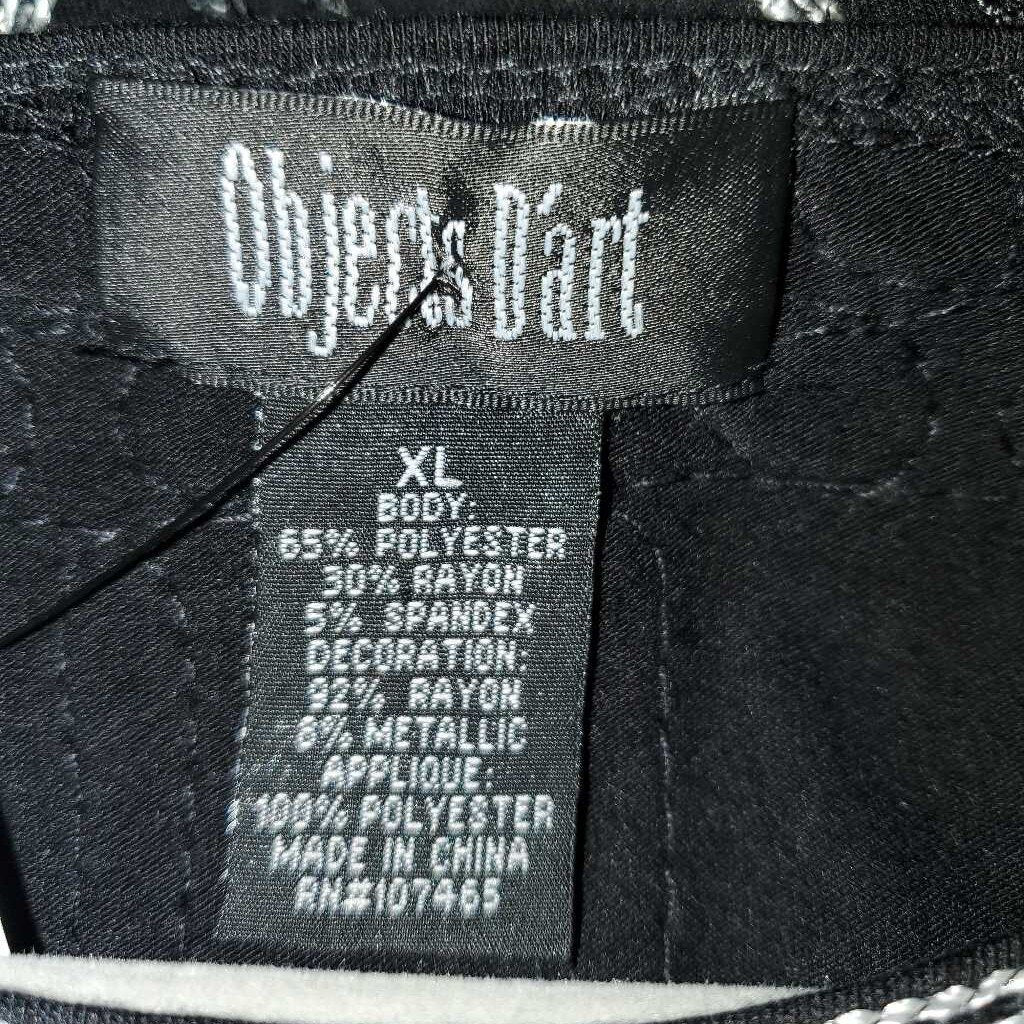 Objects D'art
XL
BODY:
65% POLYESTER
30% RAYON
5% SPANDEX
DECORATION:
92% RAYON
8% METALLIC
APPLIQUE:
100% POLYESTER
MADE IN CHINA
RN#107465